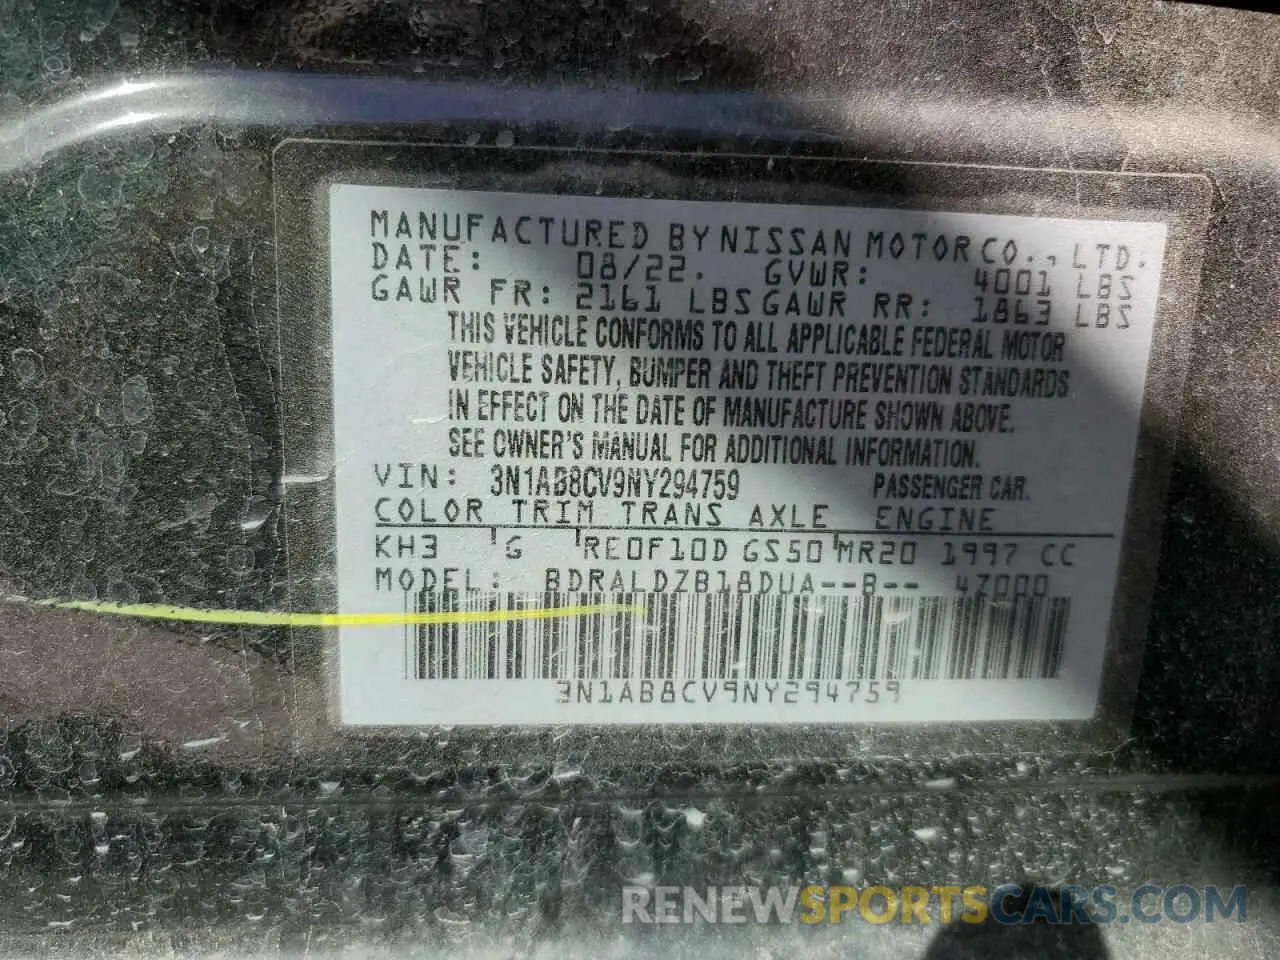 MANUFACTURED BY NISSAN MOTOR CO., LTD.
DATE: 08/22. GVWR: 4001 LBS
GAWR FR: 2161 LBS GAWR RR: 1863 LBS
THIS VEHICLE CONFORMS TO ALL APPLICABLE FEDERAL MOTOR
VEHICLE SAFETY, BUMPER AND THEFT PREVENTION STANDARDS
IN EFFECT ON THE DATE OF MANUFACTURE SHOWN ABOVE.
SEE OWNER'S MANUAL FOR ADDITIONAL INFORMATION.
VIN: 3N1AB8CV9NY294759 PASSENGER CAR.
COLOR TRIM TRANS AXLE ENGINE
KH3 G RE0F10D GS50 MR20 1997 CC
MODEL: BDRALDZB18DUA--B-- 4Z000
3N1AB8CV9NY294759
RENEWSPORTSCARS.COM